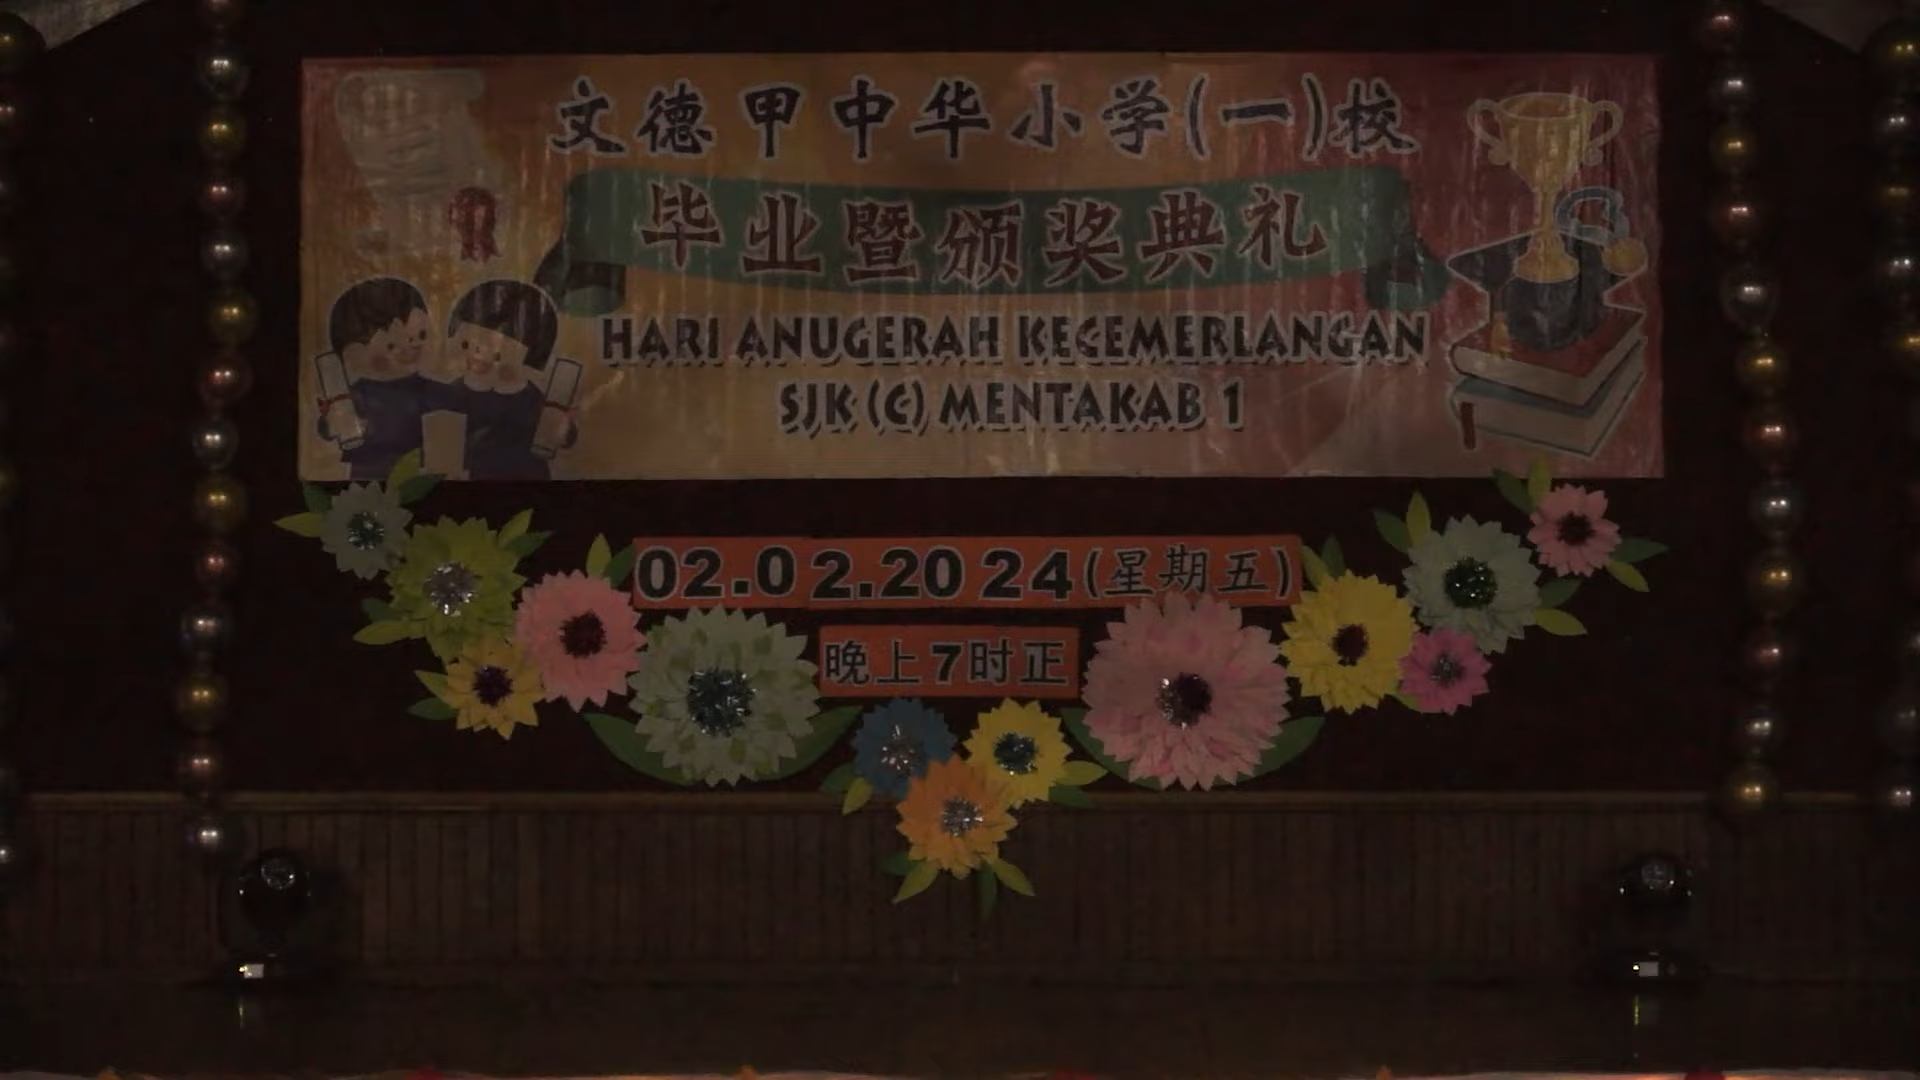 文德甲中华小学(一)校
毕业暨颁奖典礼
HARI ANUGERAH KECEMERLANGAN
SJK (C) MENTAKAB 1
02.02.2024(星期五)
晚上7时正